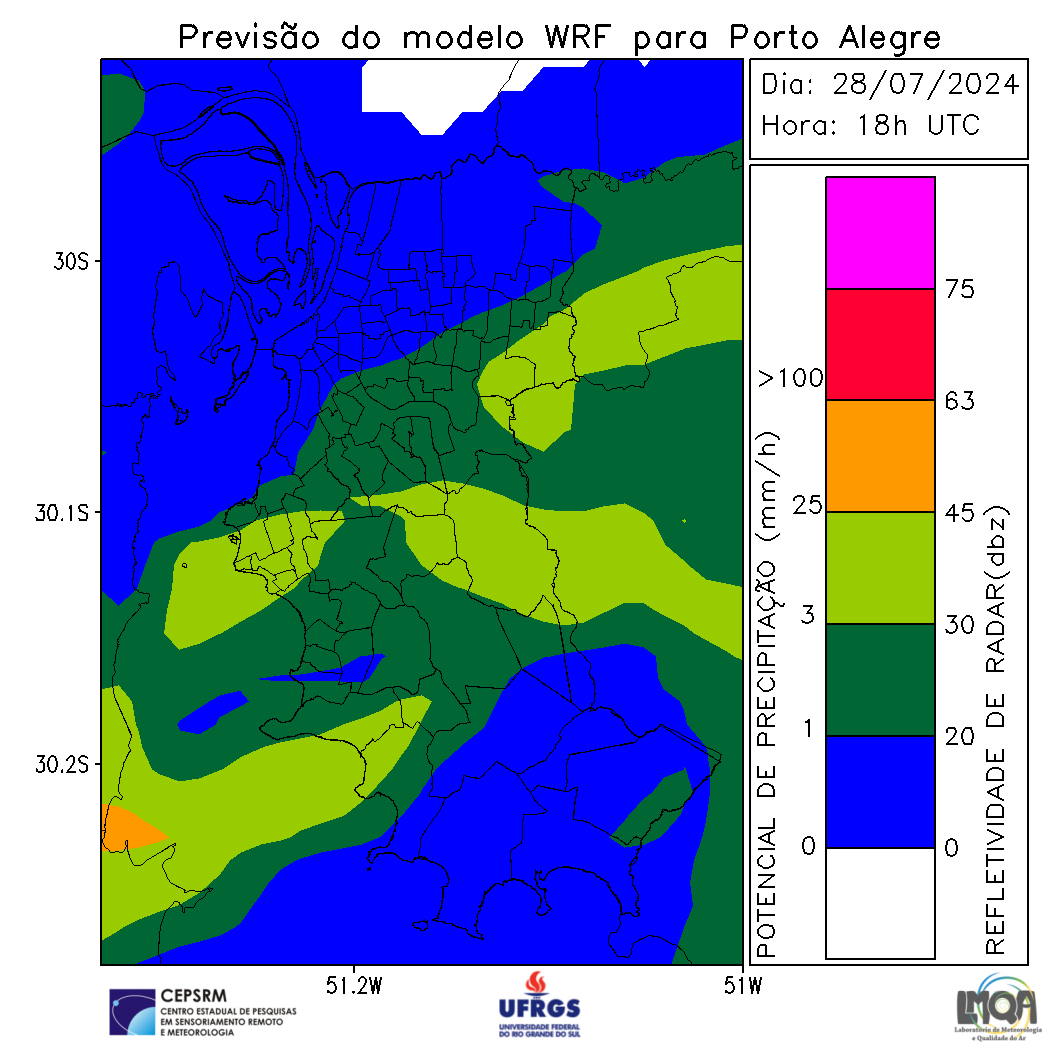 Previsão do modelo WRF para Porto Alegre
Dia: 28/07/2024
Hora: 18h UTC
30S
30.1S
30.2S
51.2W
51W
POTENCIAL DE PRECIPITAÇÃO (mm/h)
>100
25
3
1
0
75
63
45
30
20
0
REFLETIVIDADE DE RADAR(dbz)
CEPSRM
CENTRO ESTADUAL DE PESQUISAS
EM SENSORIAMENTO REMOTO
E METEOROLOGIA
UFRGS
UNIVERSIDADE FEDERAL
DO RIO GRANDE DO SUL
LMQA
Laboratório de Meteorologia
e Qualidade do Ar